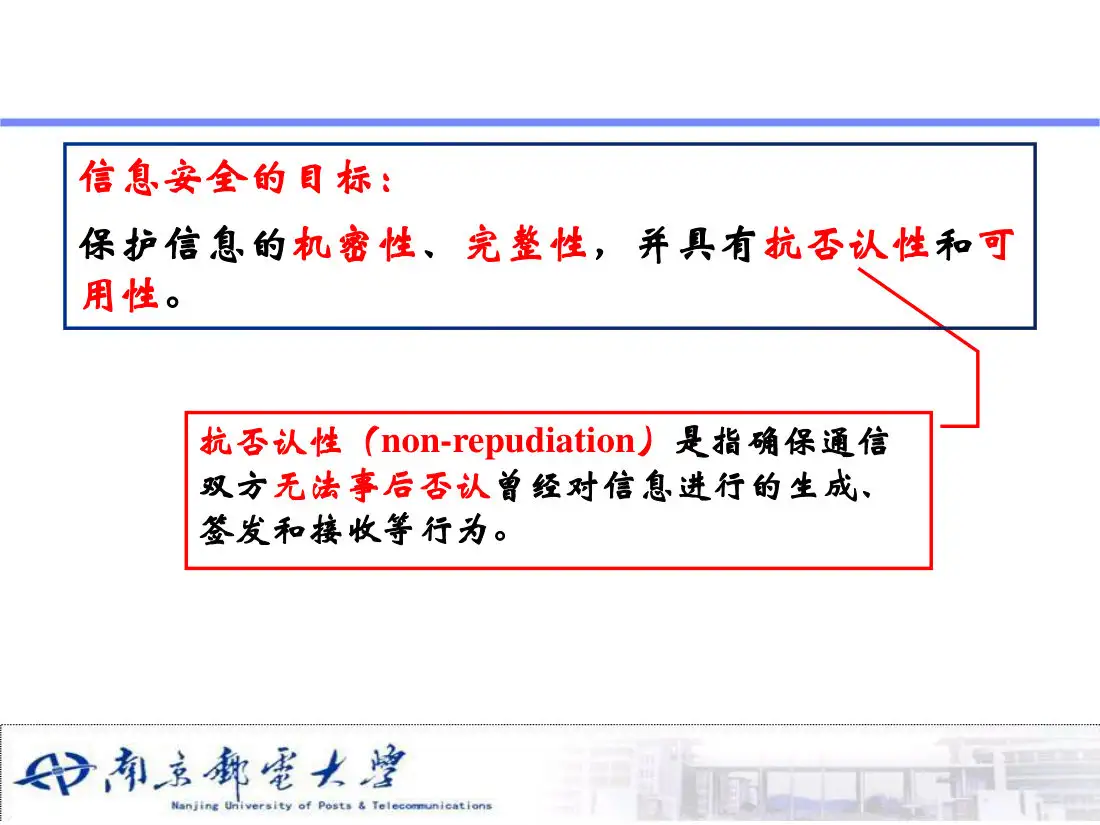 信息安全的目标：
保护信息的机密性、完整性，并具有抗否认性和可
用性。
抗否认性（non-repudiation）是指确保通信
双方无法事后否认曾经对信息进行的生成、
签发和接收等行为。
南京郵電大學
Nanjing University of Posts & Telecommunications